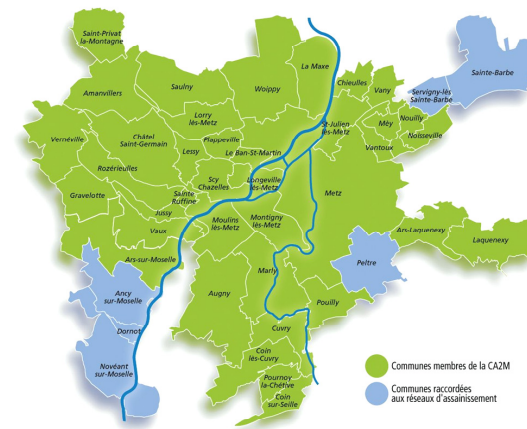 Saint-Privat
la-Montagne
La Maxe
Sainte-Barbe
Amanvillers
Saulny
Woippy
Chieulles
Vany
Servigny-lès
Sainte-Barbe
Lorry
lès-Metz
St-Julien
lès-Metz
Méy
Nouilly
Noisseville
Vernéville
Châtel
Saint-Germain
Plappeville
Lessy
Le Ban-St-Martin
Vantoux
Rozérieulles
Scy
Chazelles
Longeville
lès-Metz
Metz
Gravelotte
Sainte
Ruffine
Jussy
Moulins
lès-Metz
Montigny
lès-Metz
Vaux
Ars-Laquenexy
Laquenexy
Ars-sur-Moselle
Peltre
Marly
Ancy
sur-Moselle
Augny
Pouilly
Dornot
Cuvry
Novéant
sur-Moselle
Coin
lès-Cuvry
Pournoy
la-Chétive
Coin
sur-Seille
Communes membres de la CA2M
Communes raccordées
aux réseaux d'assainissement